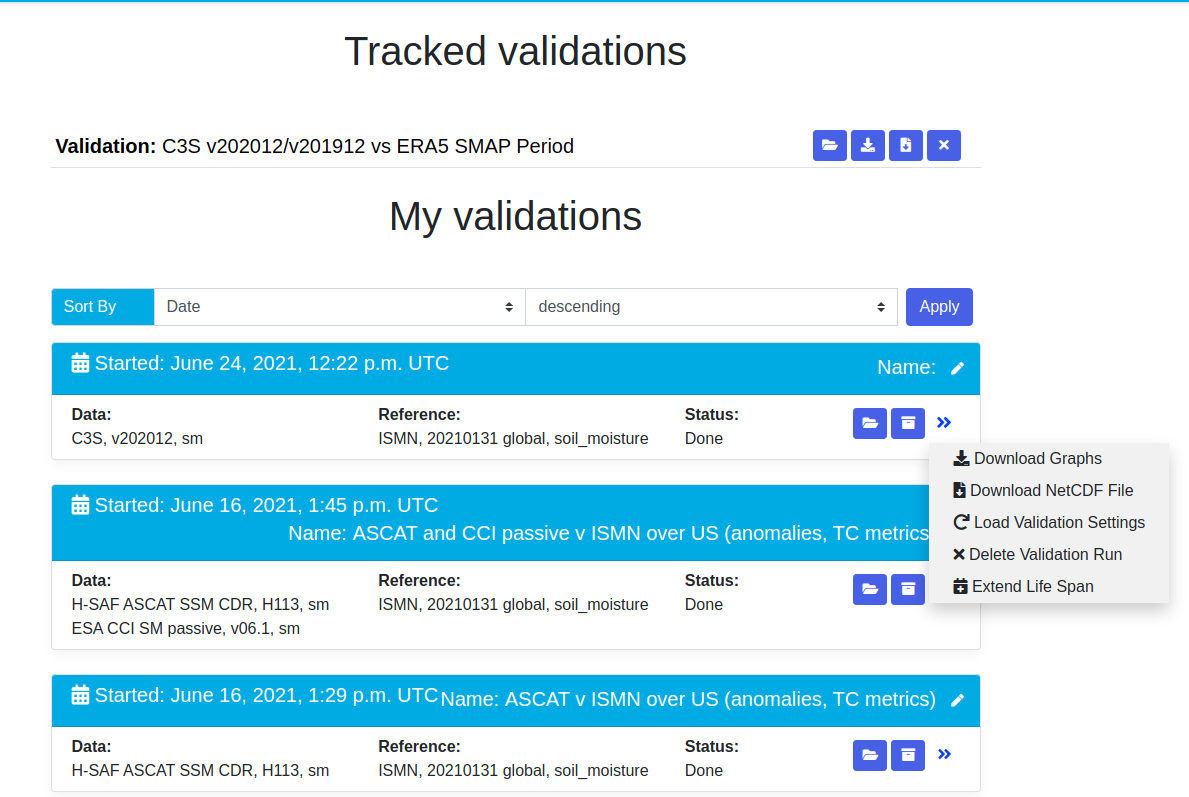 Tracked validations
Validation: C3S v202012/v201912 vs ERA5 SMAP Period
My validations
Sort By Date descending Apply
Started: June 24, 2021, 12:22 p.m. UTC Name:
Data: Reference: Status:
C3S, v202012, sm ISMN, 20210131 global, soil_moisture Done
Download Graphs
Download NetCDF File
Load Validation Settings
Delete Validation Run
Extend Life Span
Started: June 16, 2021, 1:45 p.m. UTC
Name: ASCAT and CCI passive v ISMN over US (anomalies, TC metrics
Data: Reference: Status:
H-SAF ASCAT SSM CDR, H113, sm ISMN, 20210131 global, soil_moisture Done
ESA CCI SM passive, v06.1, sm
Started: June 16, 2021, 1:29 p.m. UTC Name: ASCAT v ISMN over US (anomalies, TC metrics)
Data: Reference: Status:
H-SAF ASCAT SSM CDR, H113, sm ISMN, 20210131 global, soil_moisture Done